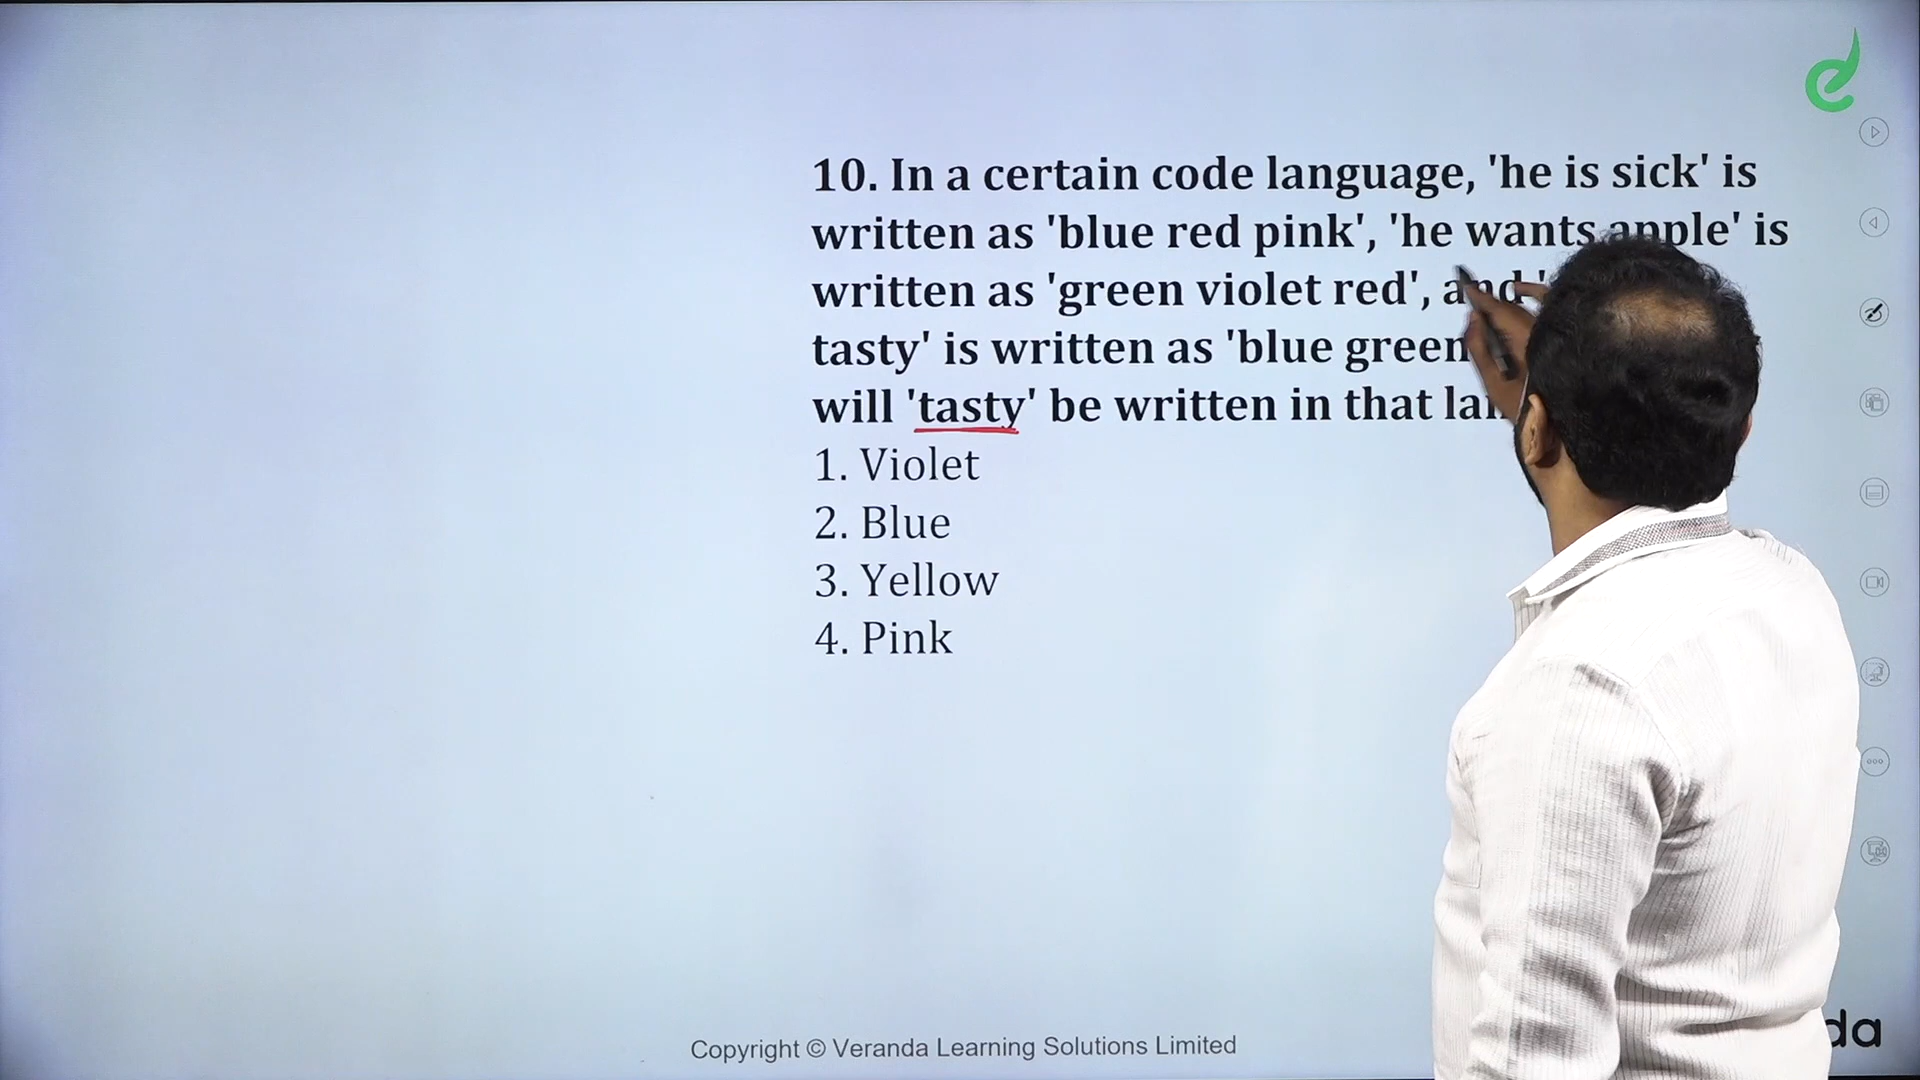 10. In a certain code language, 'he is sick' is
written as 'blue red pink', 'he wants apple' is
written as 'green violet red', and '
tasty' is written as 'blue green
will 'tasty' be written in that
1. Violet
2. Blue
3. Yellow
4. Pink
Copyright © Veranda Learning Solutions Limited